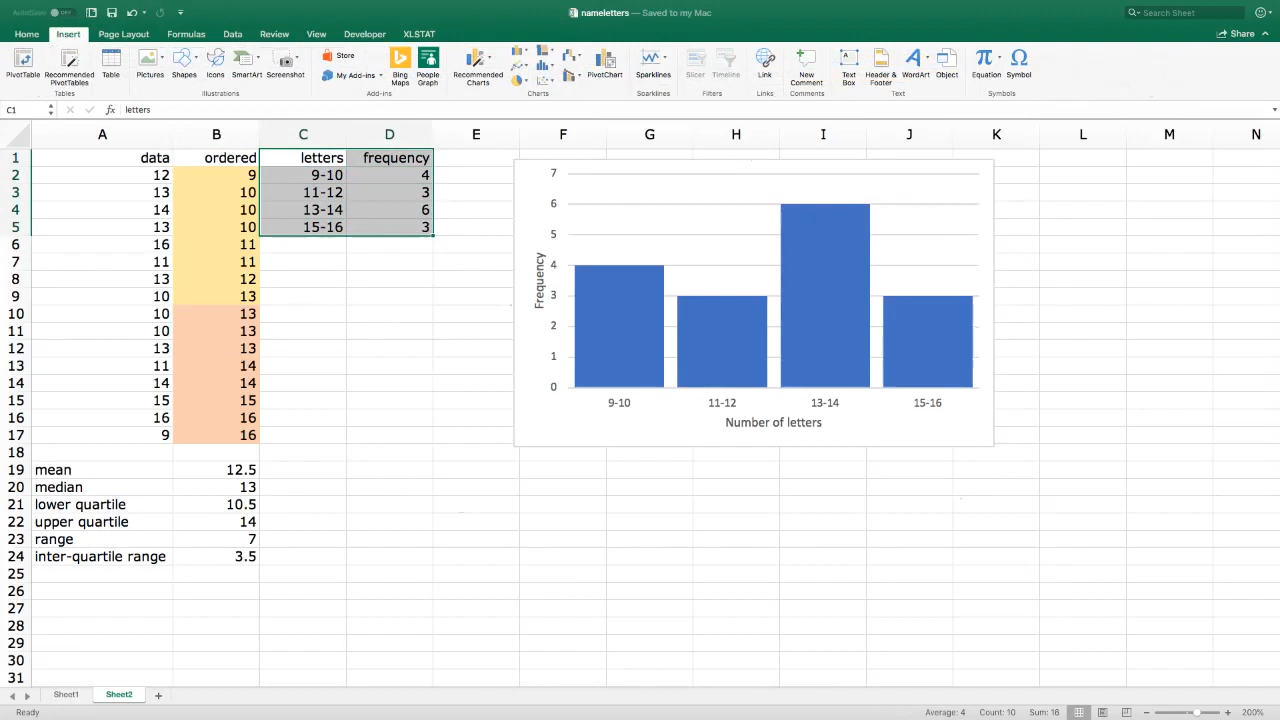 AutoSave OFF nameletters — Saved to my Mac Search Sheet
Home Insert Page Layout Formulas Data Review View Developer XLSTAT Share
PivotTable Recommended PivotTables Table Pictures Shapes Icons SmartArt Screenshot Store My Add-ins Bing Maps People Graph Recommended Charts PivotChart Sparklines Slicer Timeline Link New Comment Text Box Header & Footer WordArt Object Equation Symbol
Tables Illustrations Add-ins Charts Sparklines Filters Links Comments Text Symbols
C1 fx letters
A B C D E F G H I J K L M N
1 data ordered letters frequency
2 12 9 9-10 4
3 13 10 11-12 3
4 14 10 13-14 6
5 13 10 15-16 3
6 16 11
7 11 11
8 13 12
9 10 13
10 10 13
11 10 13
12 13 13
13 11 14
14 14 14
15 15 15
16 16 16
17 9 16
18
19 mean 12.5
20 median 13
21 lower quartile 10.5
22 upper quartile 14
23 range 7
24 inter-quartile range 3.5
25
26
27
28
29
30
31
7
6
5
4
3
2
1
0
Frequency
9-10 11-12 13-14 15-16
Number of letters
Sheet1 Sheet2 +
Ready Average: 4 Count: 10 Sum: 16 200%